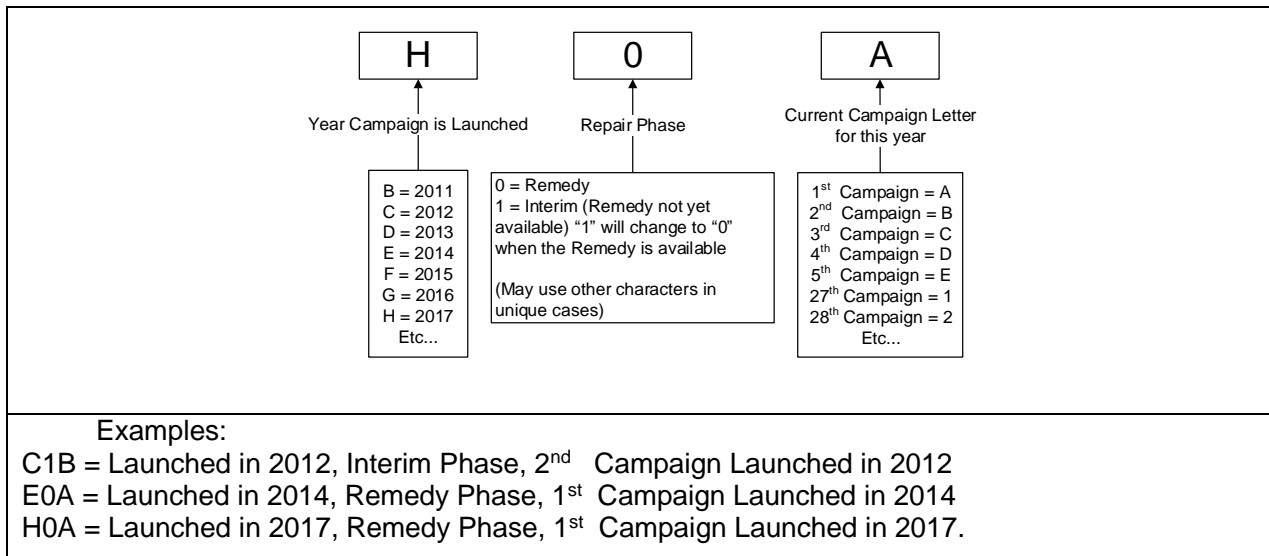 H
0
A
Year Campaign is Launched
Repair Phase
Current Campaign Letter
for this year
B = 2011
C = 2012
D = 2013
E = 2014
F = 2015
G = 2016
H = 2017
Etc...
0 = Remedy
1 = Interim (Remedy not yet
available) “1” will change to “0”
when the Remedy is available
(May use other characters in
unique cases)
1st Campaign = A
2nd Campaign = B
3rd Campaign = C
4th Campaign = D
5th Campaign = E
27th Campaign = 1
28th Campaign = 2
Etc...
Examples:
C1B = Launched in 2012, Interim Phase, 2nd Campaign Launched in 2012
E0A = Launched in 2014, Remedy Phase, 1st Campaign Launched in 2014
H0A = Launched in 2017, Remedy Phase, 1st Campaign Launched in 2017.